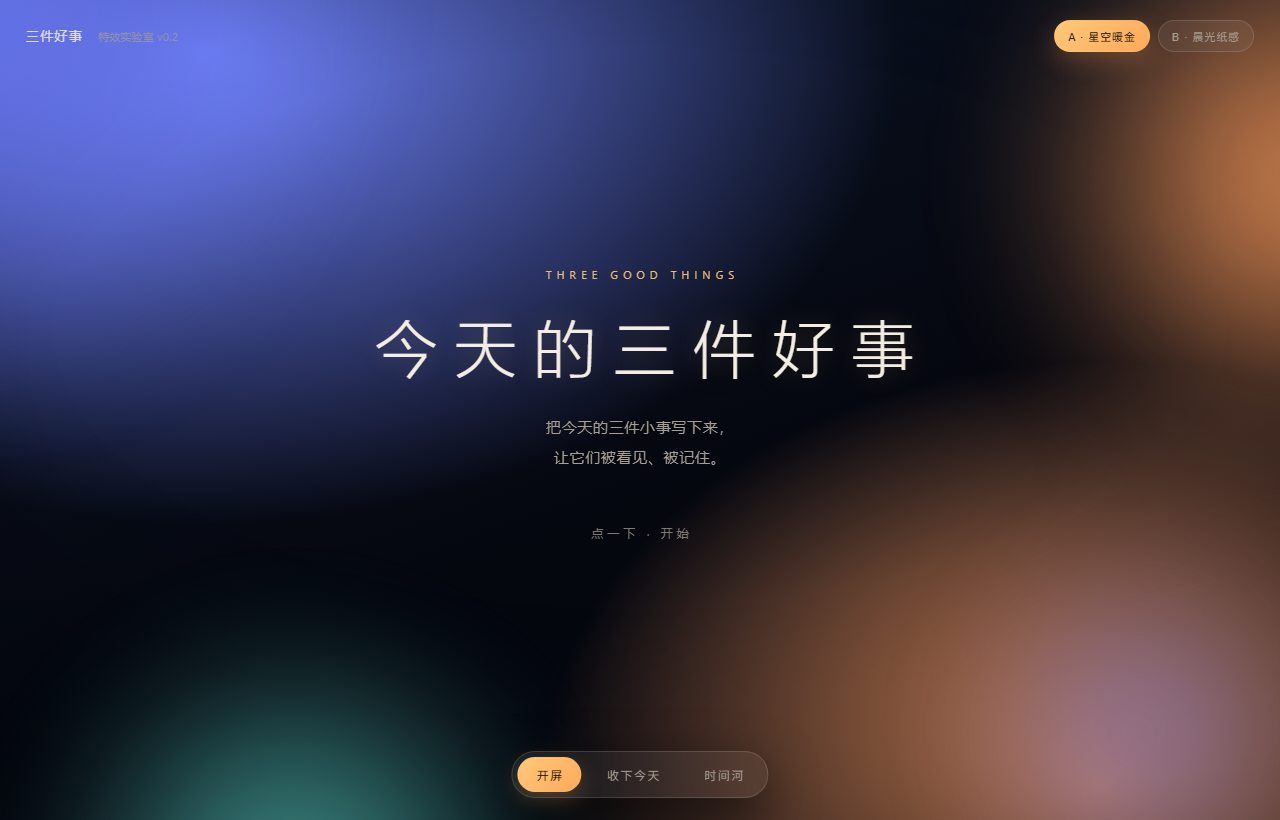 三件好事 特效实验室 v0.2
A · 星空暖金 B · 晨光纸感
THREE GOOD THINGS
今天的三件好事
把今天的三件小事写下来，
让它们被看见、被记住。
点一下 · 开始
开屏 收下今天 时间河